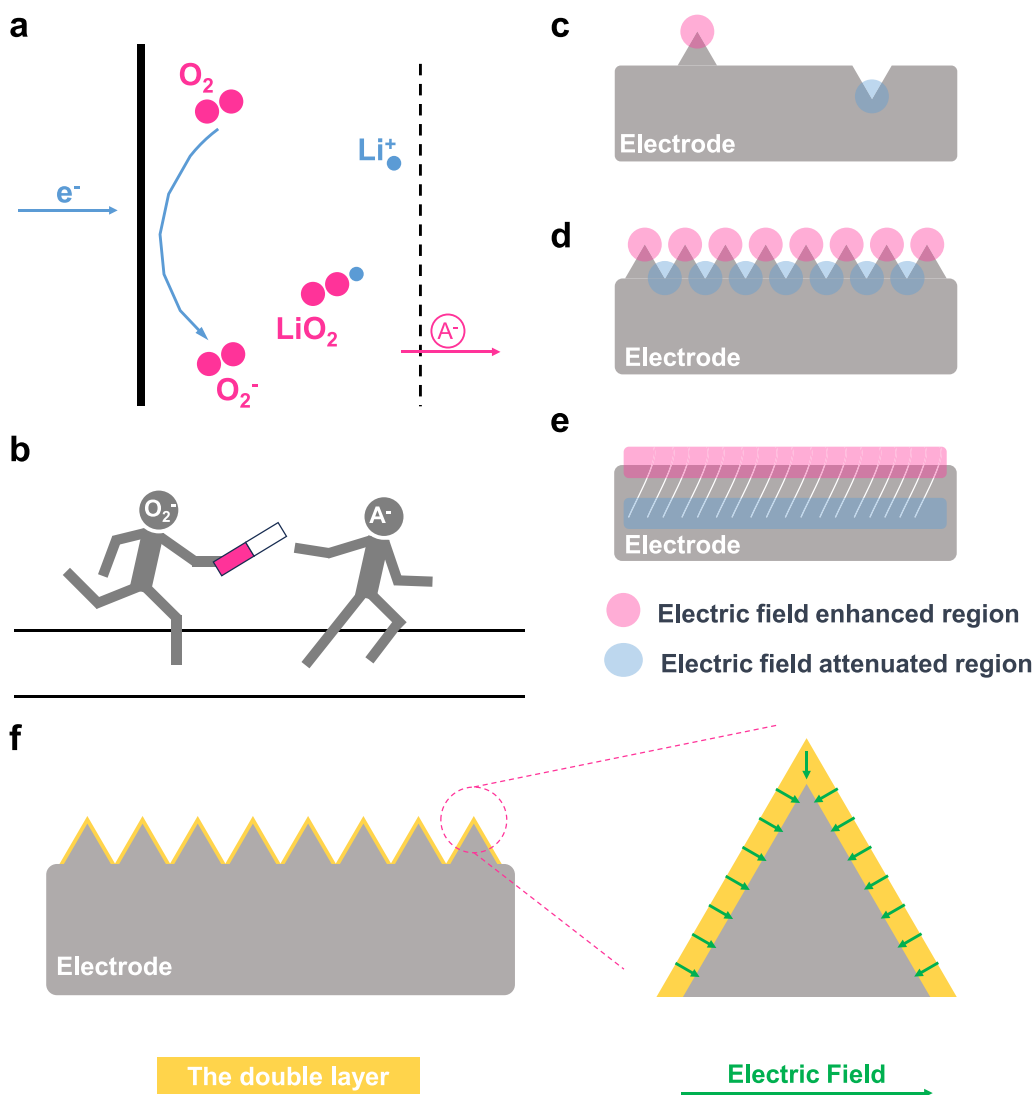 a
O₂
Li⁺
e⁻
LiO₂
A⁻
O₂⁻
b
O₂⁻
A⁻
c
Electrode
d
Electrode
e
Electrode
Electric field enhanced region
Electric field attenuated region
f
Electrode
The double layer
Electric Field